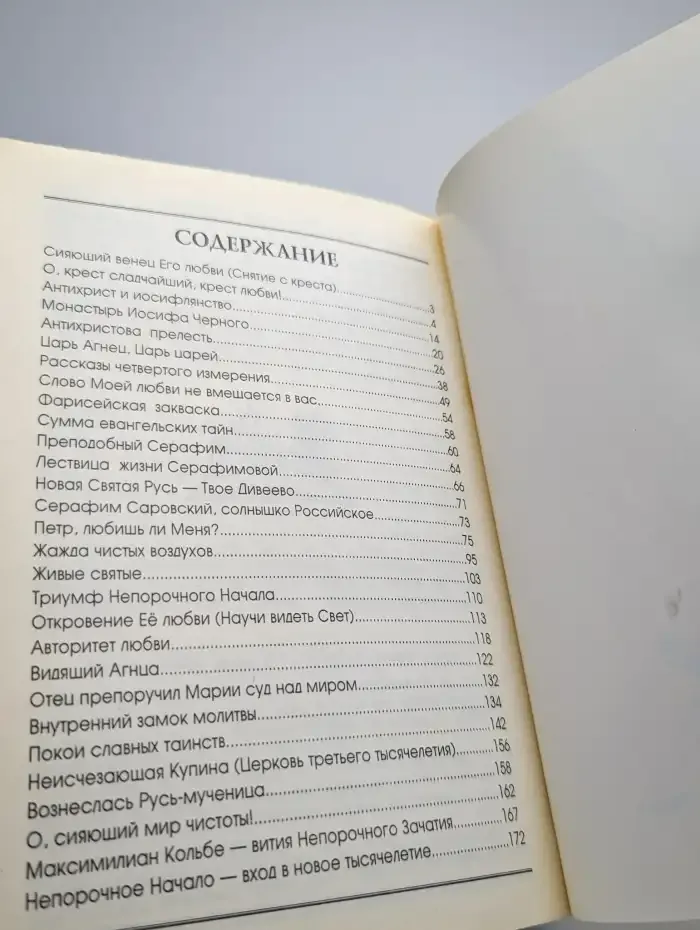 СОДЕРЖАНИЕ
Сияющий венец Его любви (Снятие с креста)..........3
О, крест сладчайший, крест любви!..........4
Антихрист и иосифлянство..........14
Монастырь Иосифа Черного..........20
Антихристова прелесть..........26
Царь Агнец, Царь царей..........38
Рассказы четвертого измерения..........49
Слово Моей любви не вмещается в вас..........54
Фарисейская закваска..........58
Сумма евангельских тайн..........60
Преподобный Серафим..........64
Лествица жизни Серафимовой..........66
Новая Святая Русь — Твое Дивеево..........71
Серафим Саровский, солнышко Российское..........73
Петр, любишь ли Меня?..........75
Жажда чистых воздухов..........95
Живые святые..........103
Триумф Непорочного Начала..........110
Откровение Её любви (Научи видеть Свет)..........113
Авторитет любви..........118
Видящий Агнца..........122
Отец препоручил Марии суд над миром..........132
Внутренний замок молитвы..........134
Покои славных таинств..........142
Неисчезающая Купина (Церковь третьего тысячелетия)..........156
Вознеслась Русь-мученица..........158
О, сияющий мир чистоты!..........162
Максимилиан Кольбе — вития Непорочного Зачатия..........167
Непорочное Начало — вход в новое тысячелетие..........172